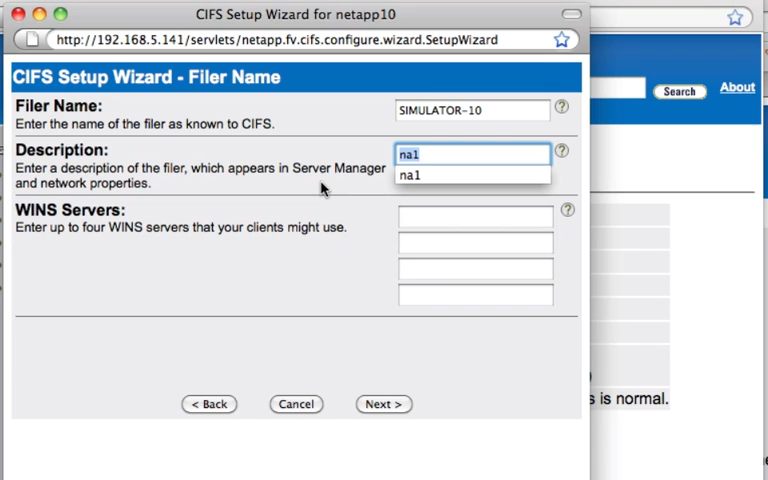 CIFS Setup Wizard for netapp10
http://192.168.5.141/servlets/netapp.fv.cifs.configure.wizard.SetupWizard
CIFS Setup Wizard - Filer Name
Search
About
Filer Name:
SIMULATOR-10
?
Enter the name of the filer as known to CIFS.
Description:
na1
?
Enter a description of the filer, which appears in Server Manager
na1
and network properties.
WINS Servers:
?
Enter up to four WINS servers that your clients might use.
s is normal.
< Back
Cancel
Next >